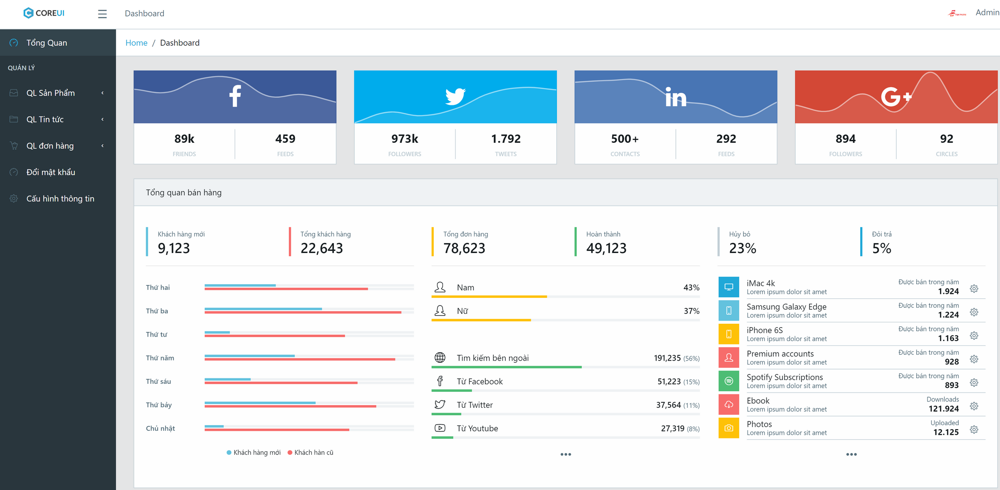 COREUI
Dashboard
TQN PHONE
Admin
Tổng Quan
Home / Dashboard
QUẢN LÝ
QL Sản Phẩm
QL Tin tức
QL đơn hàng
Đổi mật khẩu
Cấu hình thông tin
89k
FRIENDS
459
FEEDS
973k
FOLLOWERS
1.792
TWEETS
in
500+
CONTACTS
292
FEEDS
G+
894
FOLLOWERS
92
CIRCLES
Tổng quan bán hàng
Khách hàng mới
9,123
Tổng khách hàng
22,643
Tổng đơn hàng
78,623
Hoàn thành
49,123
Hủy bỏ
23%
Đỏi trả
5%
Thứ hai
Thứ ba
Thứ tư
Thứ năm
Thứ sáu
Thứ bảy
Chủ nhật
Khách hàng mới
Khách hàn cũ
Nam 43%
Nữ 37%
Tìm kiếm bên ngoài 191,235 (56%)
Từ Facebook 51,223 (15%)
Từ Twitter 37,564 (11%)
Từ Youtube 27,319 (8%)
iMac 4k
Lorem ipsum dolor sit amet
Được bán trong năm
1.924
Samsung Galaxy Edge
Lorem ipsum dolor sit amet
Được bán trong năm
1.224
iPhone 6S
Lorem ipsum dolor sit amet
Được bán trong năm
1.163
Premium accounts
Lorem ipsum dolor sit amet
Được bán trong năm
928
Spotify Subscriptions
Lorem ipsum dolor sit amet
Được bán trong năm
893
Ebook
Lorem ipsum dolor sit amet
Downloads
121.924
Photos
Lorem ipsum dolor sit amet
Uploaded
12.125